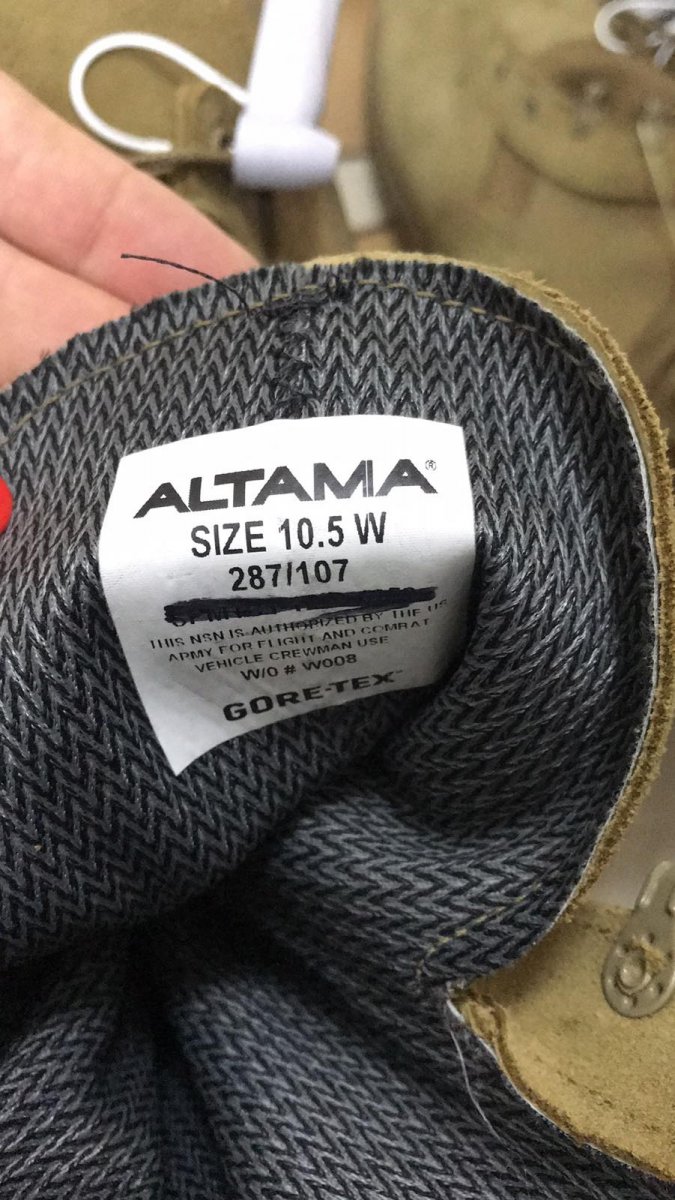 ALTAMA®
SIZE 10.5 W
287/107
THIS NSN IS AUTHORIZED BY THE US
ARMY FOR FLIGHT AND COMBAT
VEHICLE CREWMAN USE
W/O # W008
GORE-TEX™